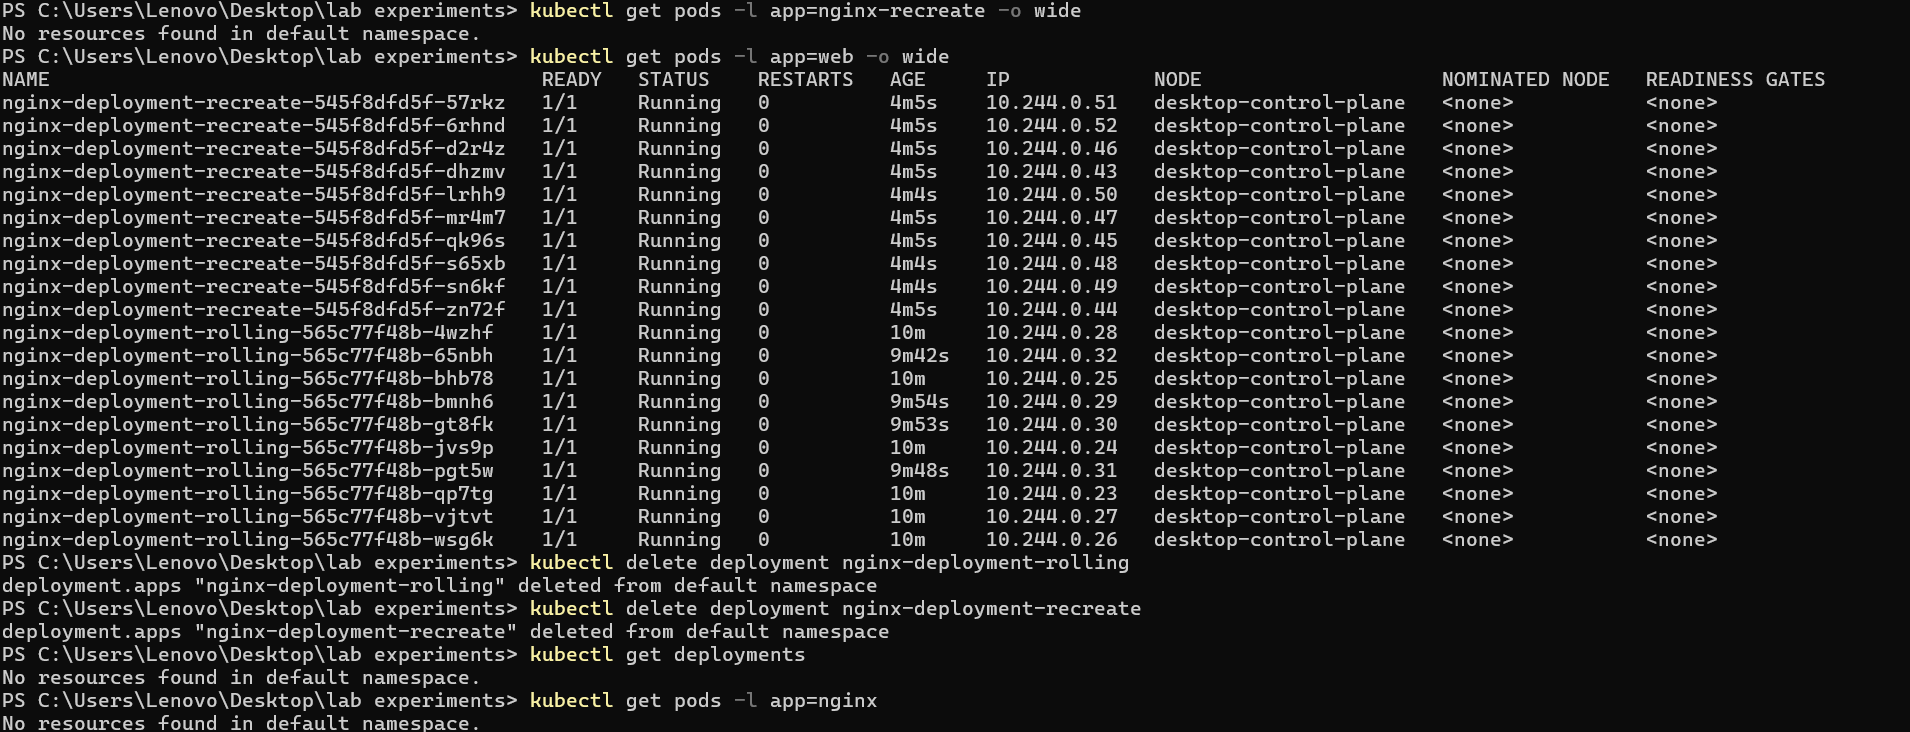 PS C:\Users\Lenovo\Desktop\lab experiments> kubectl get pods -l app=nginx-recreate -o wide
No resources found in default namespace.
PS C:\Users\Lenovo\Desktop\lab experiments> kubectl get pods -l app=web -o wide
NAME READY STATUS RESTARTS AGE IP NODE NOMINATED NODE READINESS GATES
nginx-deployment-recreate-545f8dfd5f-57rkz 1/1 Running 0 4m5s 10.244.0.51 desktop-control-plane <none> <none>
nginx-deployment-recreate-545f8dfd5f-6rhnd 1/1 Running 0 4m5s 10.244.0.52 desktop-control-plane <none> <none>
nginx-deployment-recreate-545f8dfd5f-d2r4z 1/1 Running 0 4m5s 10.244.0.46 desktop-control-plane <none> <none>
nginx-deployment-recreate-545f8dfd5f-dhzmv 1/1 Running 0 4m5s 10.244.0.43 desktop-control-plane <none> <none>
nginx-deployment-recreate-545f8dfd5f-lrhh9 1/1 Running 0 4m4s 10.244.0.50 desktop-control-plane <none> <none>
nginx-deployment-recreate-545f8dfd5f-mr4m7 1/1 Running 0 4m5s 10.244.0.47 desktop-control-plane <none> <none>
nginx-deployment-recreate-545f8dfd5f-qk96s 1/1 Running 0 4m5s 10.244.0.45 desktop-control-plane <none> <none>
nginx-deployment-recreate-545f8dfd5f-s65xb 1/1 Running 0 4m4s 10.244.0.48 desktop-control-plane <none> <none>
nginx-deployment-recreate-545f8dfd5f-sn6kf 1/1 Running 0 4m4s 10.244.0.49 desktop-control-plane <none> <none>
nginx-deployment-recreate-545f8dfd5f-zn72f 1/1 Running 0 4m5s 10.244.0.44 desktop-control-plane <none> <none>
nginx-deployment-rolling-565c77f48b-4wzhf 1/1 Running 0 10m 10.244.0.28 desktop-control-plane <none> <none>
nginx-deployment-rolling-565c77f48b-65nbh 1/1 Running 0 9m42s 10.244.0.32 desktop-control-plane <none> <none>
nginx-deployment-rolling-565c77f48b-bhb78 1/1 Running 0 10m 10.244.0.25 desktop-control-plane <none> <none>
nginx-deployment-rolling-565c77f48b-bmnh6 1/1 Running 0 9m54s 10.244.0.29 desktop-control-plane <none> <none>
nginx-deployment-rolling-565c77f48b-gt8fk 1/1 Running 0 9m53s 10.244.0.30 desktop-control-plane <none> <none>
nginx-deployment-rolling-565c77f48b-jvs9p 1/1 Running 0 10m 10.244.0.24 desktop-control-plane <none> <none>
nginx-deployment-rolling-565c77f48b-pgt5w 1/1 Running 0 9m48s 10.244.0.31 desktop-control-plane <none> <none>
nginx-deployment-rolling-565c77f48b-qp7tg 1/1 Running 0 10m 10.244.0.23 desktop-control-plane <none> <none>
nginx-deployment-rolling-565c77f48b-vjtvt 1/1 Running 0 10m 10.244.0.27 desktop-control-plane <none> <none>
nginx-deployment-rolling-565c77f48b-wsg6k 1/1 Running 0 10m 10.244.0.26 desktop-control-plane <none> <none>
PS C:\Users\Lenovo\Desktop\lab experiments> kubectl delete deployment nginx-deployment-rolling
deployment.apps "nginx-deployment-rolling" deleted from default namespace
PS C:\Users\Lenovo\Desktop\lab experiments> kubectl delete deployment nginx-deployment-recreate
deployment.apps "nginx-deployment-recreate" deleted from default namespace
PS C:\Users\Lenovo\Desktop\lab experiments> kubectl get deployments
No resources found in default namespace.
PS C:\Users\Lenovo\Desktop\lab experiments> kubectl get pods -l app=nginx
No resources found in default namespace.